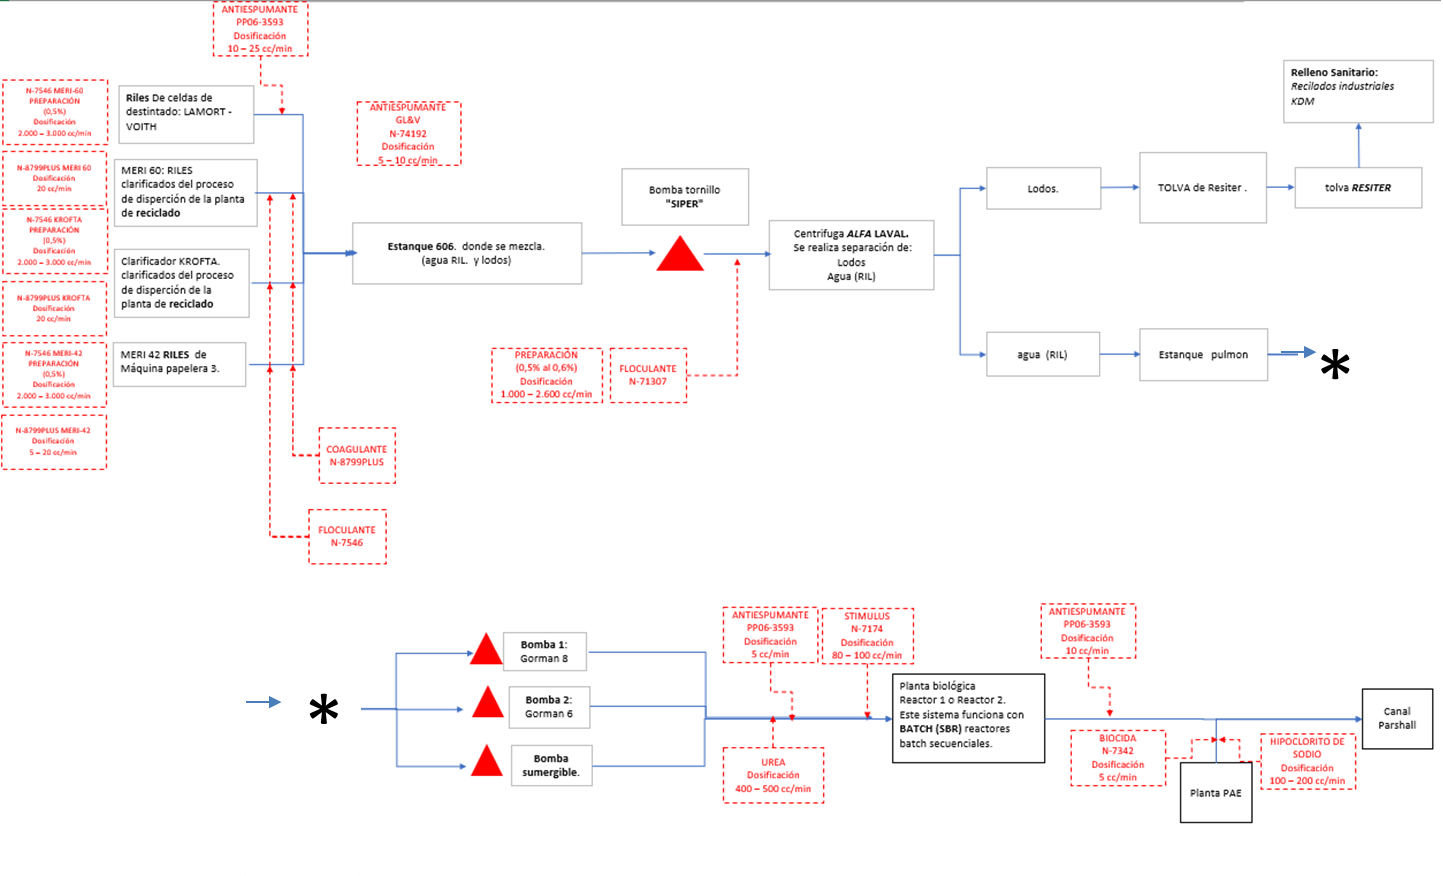 ANTIESPUMANTE
PP06-3593
Dosificación
10 – 25 cc/min
N-7546 MERI-60
PREPARACIÓN
(0,5%)
Dosificación
2.000 – 3.000 cc/min
Riles De celdas de
destintado: LAMORT -
VOITH
ANTIESPUMANTE
GL&V
N-74192
Dosificación
5 – 10 cc/min
Relleno Sanitario:
Recilados industriales
KDM
N-8799PLUS MERI 60
Dosificación
20 cc/min
MERI 60: RILES
clarificados del proceso
de disperción de la planta
de reciclado
Bomba tornillo
"SIPER"
Lodos.
TOLVA de Resiter .
tolva RESITER
N-7546 KROFTA
PREPARACIÓN
(0,5%)
Dosificación
2.000 – 3.000 cc/min
Clarificador KROFTA.
clarificados del proceso
de disperción de la
planta de reciclado
Estanque 606. donde se mezcla.
(agua RIL. y lodos)
Centrifuga ALFA LAVAL.
Se realiza separación de:
Lodos
Agua (RIL)
N-8799PLUS KROFTA
Dosificación
20 cc/min
N-7546 MERI-42
PREPARACIÓN
(0,5%)
Dosificación
2.000 – 3.000 cc/min
MERI 42 RILES de
Máquina papelera 3.
PREPARACIÓN
(0,5% al 0,6%)
Dosificación
1.000 – 2.600 cc/min
FLOCULANTE
N-71307
agua (RIL)
Estanque pulmon
*
N-8799PLUS MERI-42
Dosificación
5 – 20 cc/min
COAGULANTE
N-8799PLUS
FLOCULANTE
N-7546
*
Bomba 1:
Gorman 8
Bomba 2:
Gorman 6
Bomba
sumergible.
ANTIESPUMANTE
PP06-3593
Dosificación
5 cc/min
STIMULUS
N-7174
Dosificación
80 – 100 cc/min
UREA
Dosificación
400 – 500 cc/min
Planta biológica
Reactor 1 o Reactor 2.
Este sistema funciona con
BATCH (SBR) reactores
batch secuenciales.
ANTIESPUMANTE
PP06-3593
Dosificación
10 cc/min
BIOCIDA
N-7342
Dosificación
5 cc/min
Planta PAE
HIPOCLORITO DE
SODIO
Dosificación
100 – 200 cc/min
Canal
Parshall